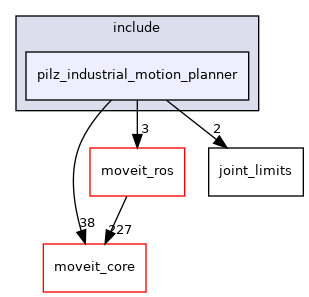 include
pilz_industrial_motion_planner
3
2
moveit_ros
joint_limits
38
227
moveit_core